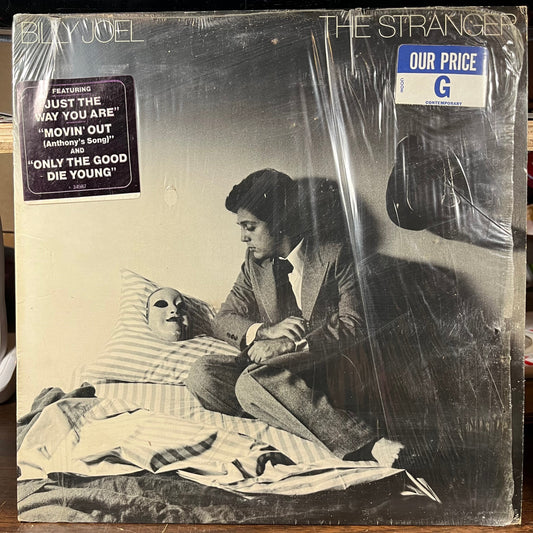 BILLY JOEL
THE STRANGER
FEATURING
"JUST THE
WAY YOU ARE"
"MOVIN' OUT
(Anthony's Song)"
AND
"ONLY THE GOOD
DIE YOUNG"
OUR PRICE
G
CONTEMPORARY